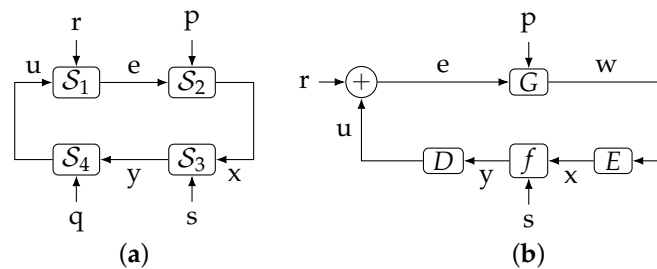 r p
u S1 e S2
S4 y S3 x
q s
(a)
p
r + e G w
u
D y f x E
s
(b)